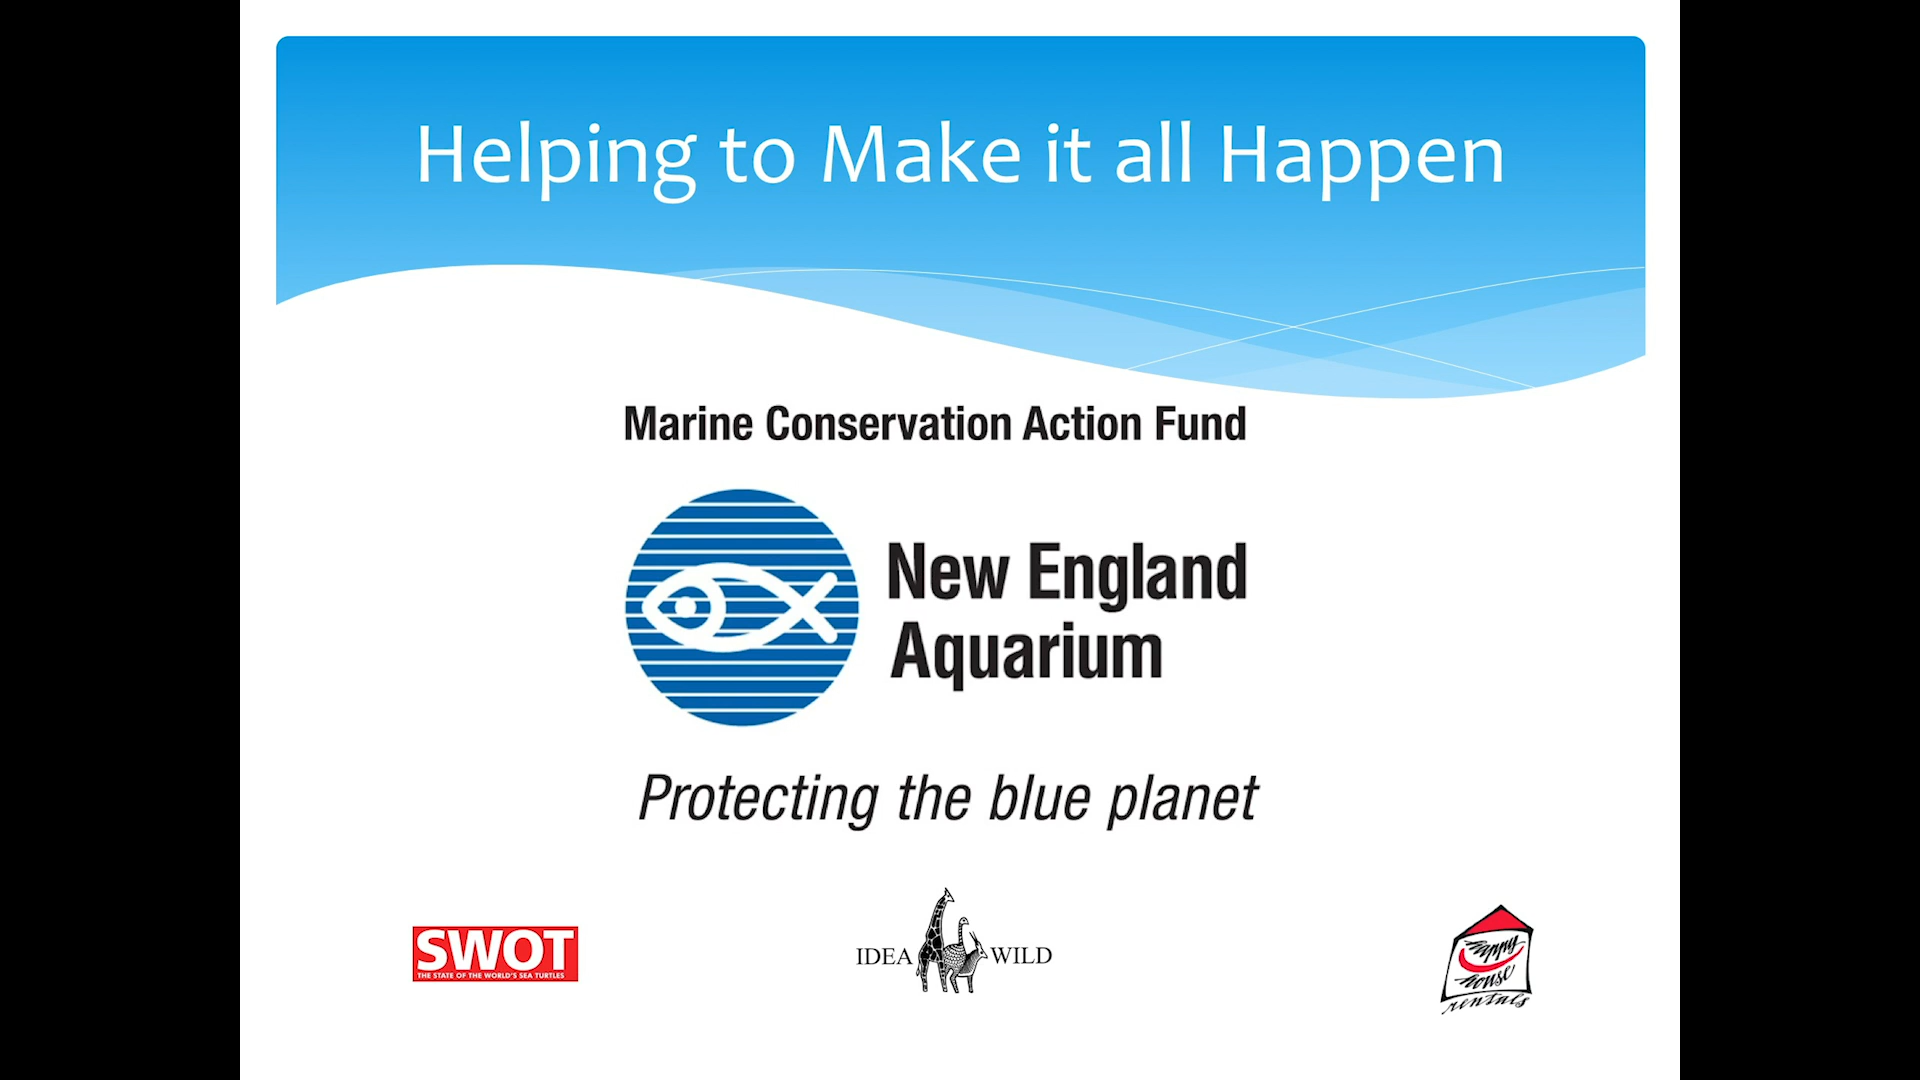 Helping to Make it all Happen
Marine Conservation Action Fund
New England
Aquarium
Protecting the blue planet
SWOT
THE STATE OF THE WORLD'S SEA TURTLES
IDEA WILD
Happy
House
rentals